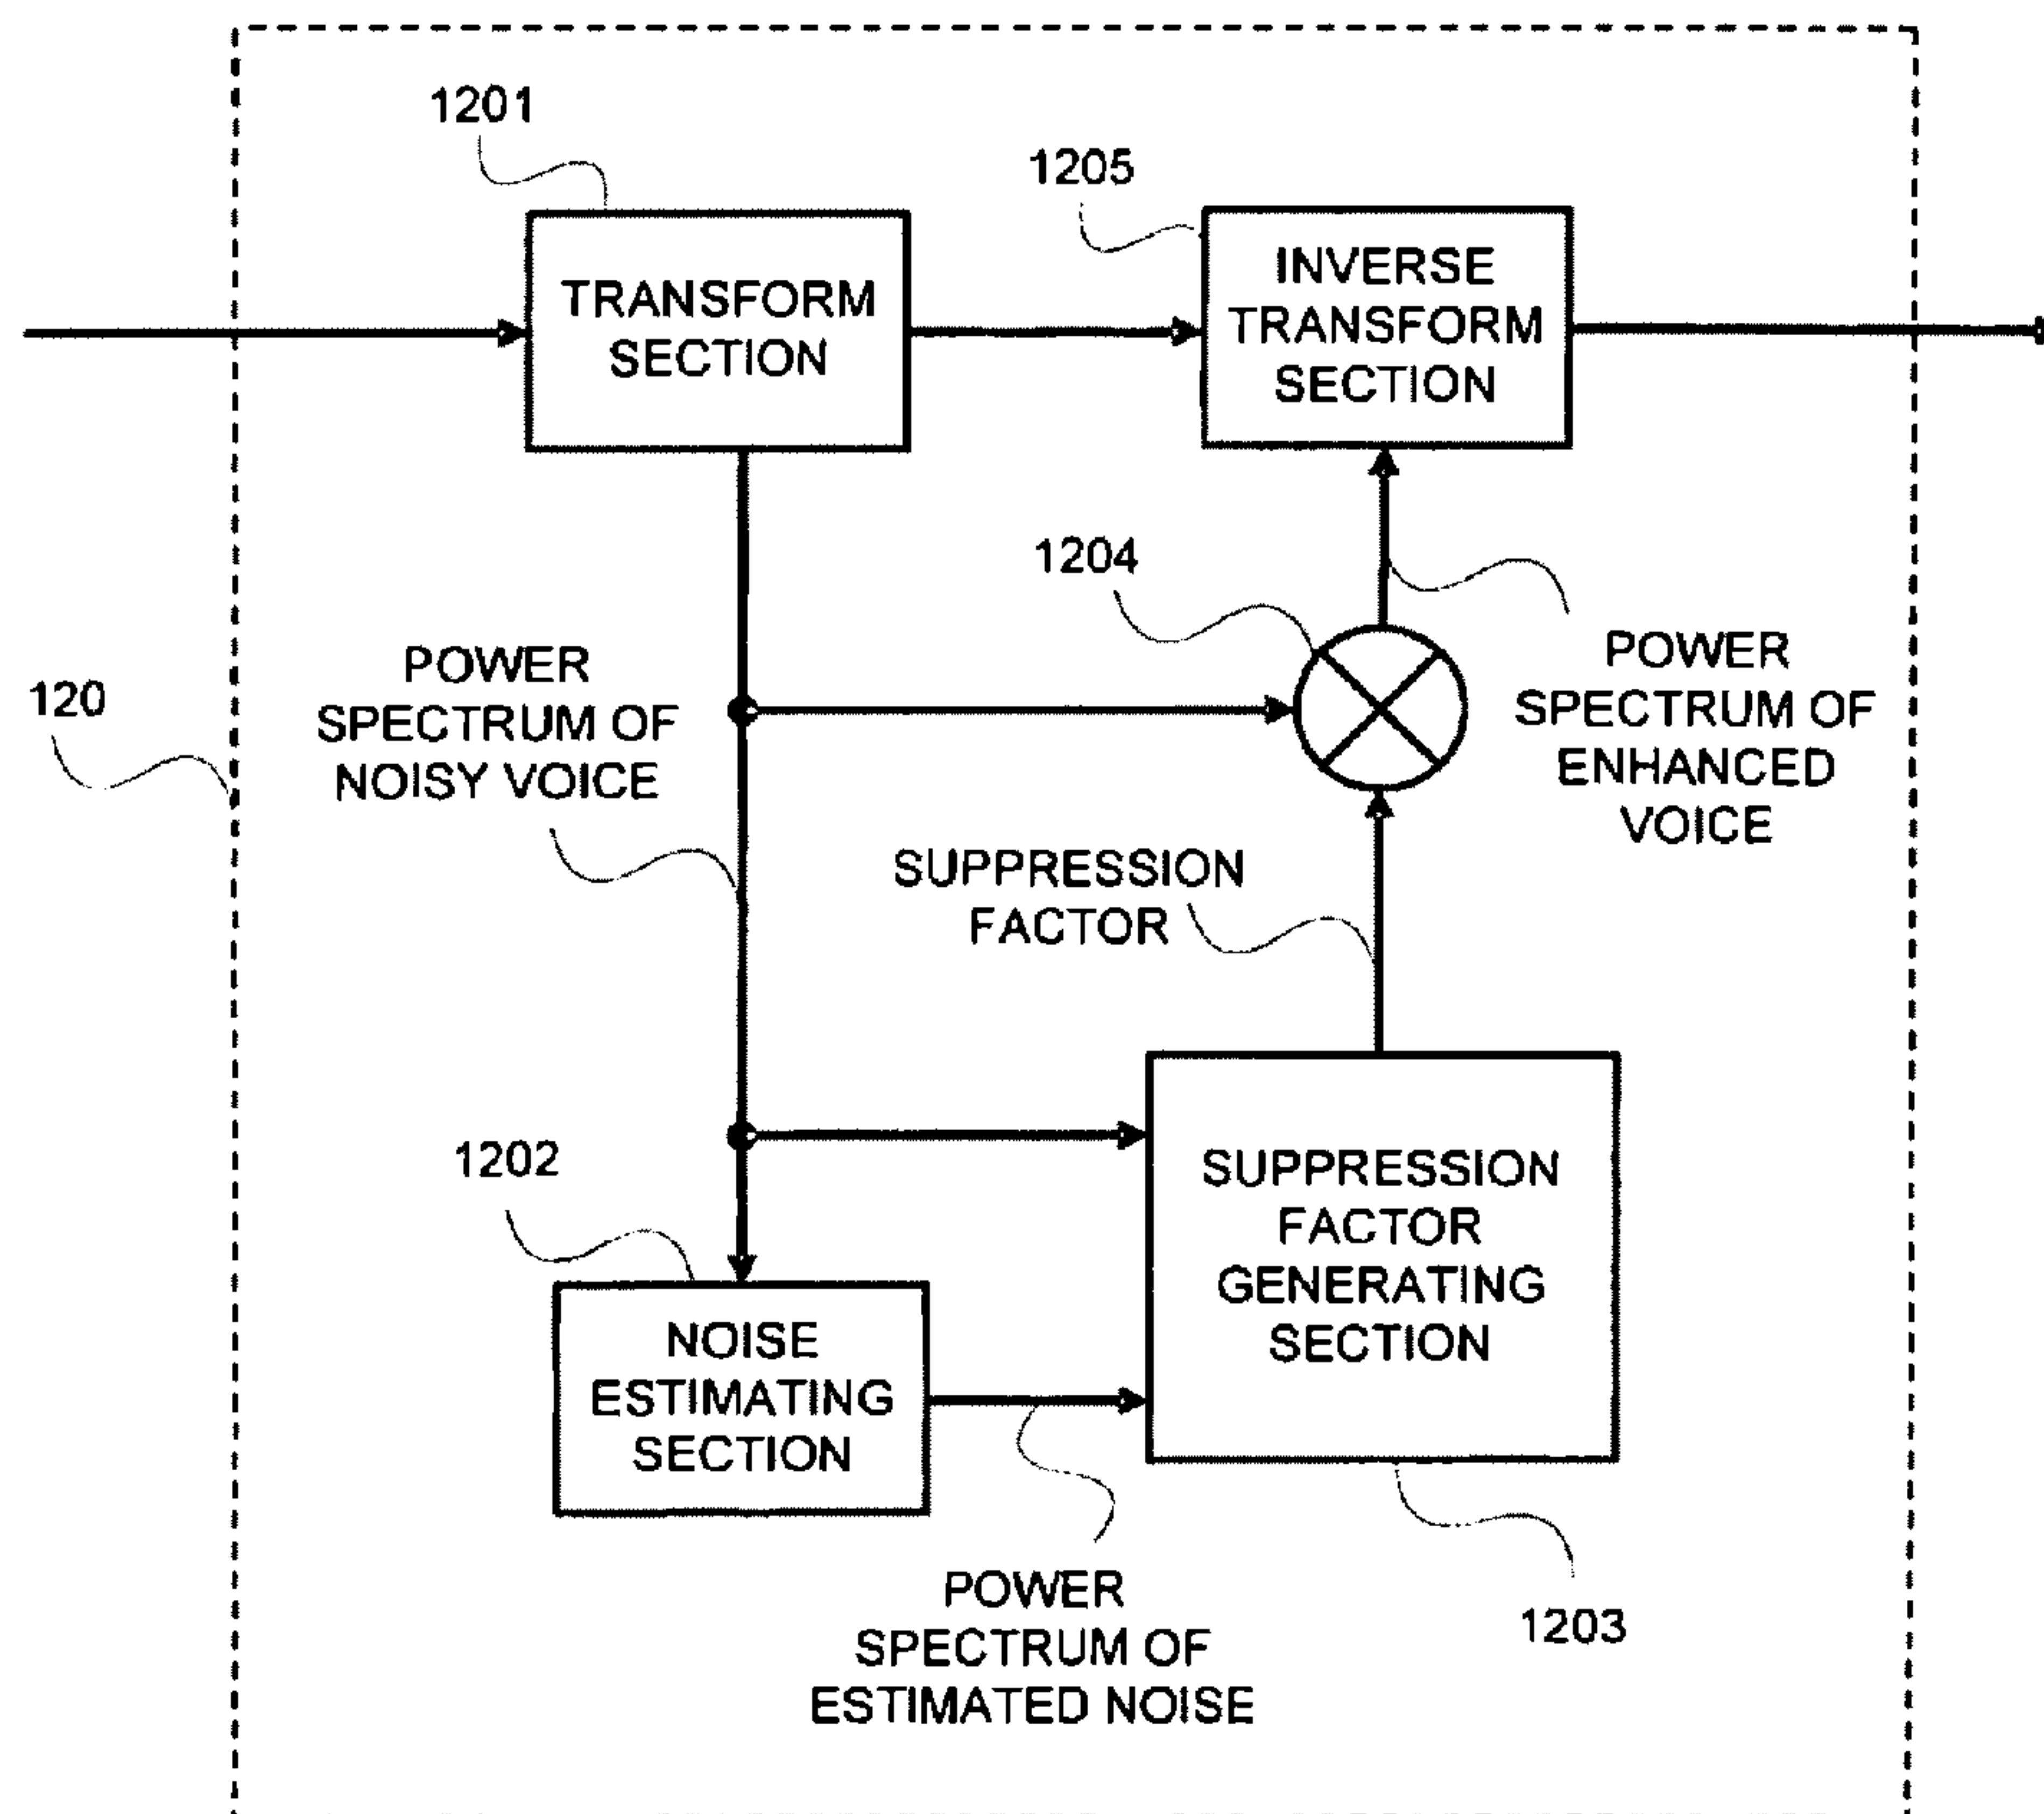 1201
1205
TRANSFORM
SECTION
INVERSE
TRANSFORM
SECTION
1204
120
POWER
SPECTRUM OF
NOISY VOICE
POWER
SPECTRUM OF
ENHANCED
VOICE
SUPPRESSION
FACTOR
1202
SUPPRESSION
FACTOR
GENERATING
SECTION
NOISE
ESTIMATING
SECTION
POWER
SPECTRUM OF
ESTIMATED NOISE
1203